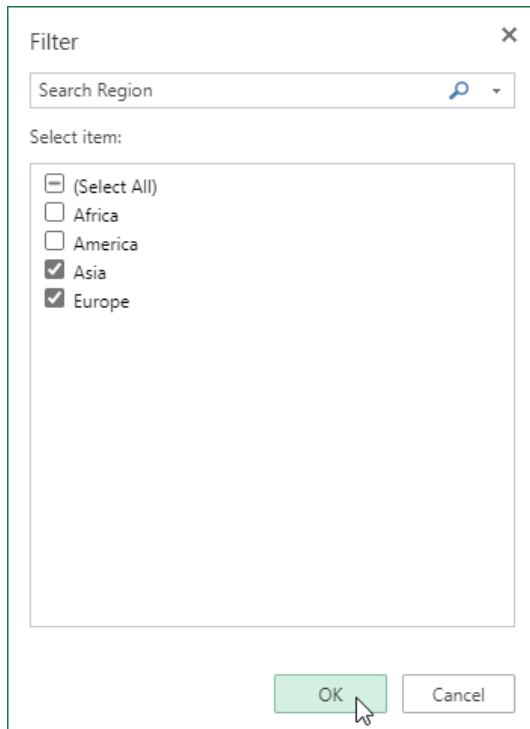 Filter
Search Region
Select item:
(Select All)
Africa
America
Asia
Europe
OK Cancel